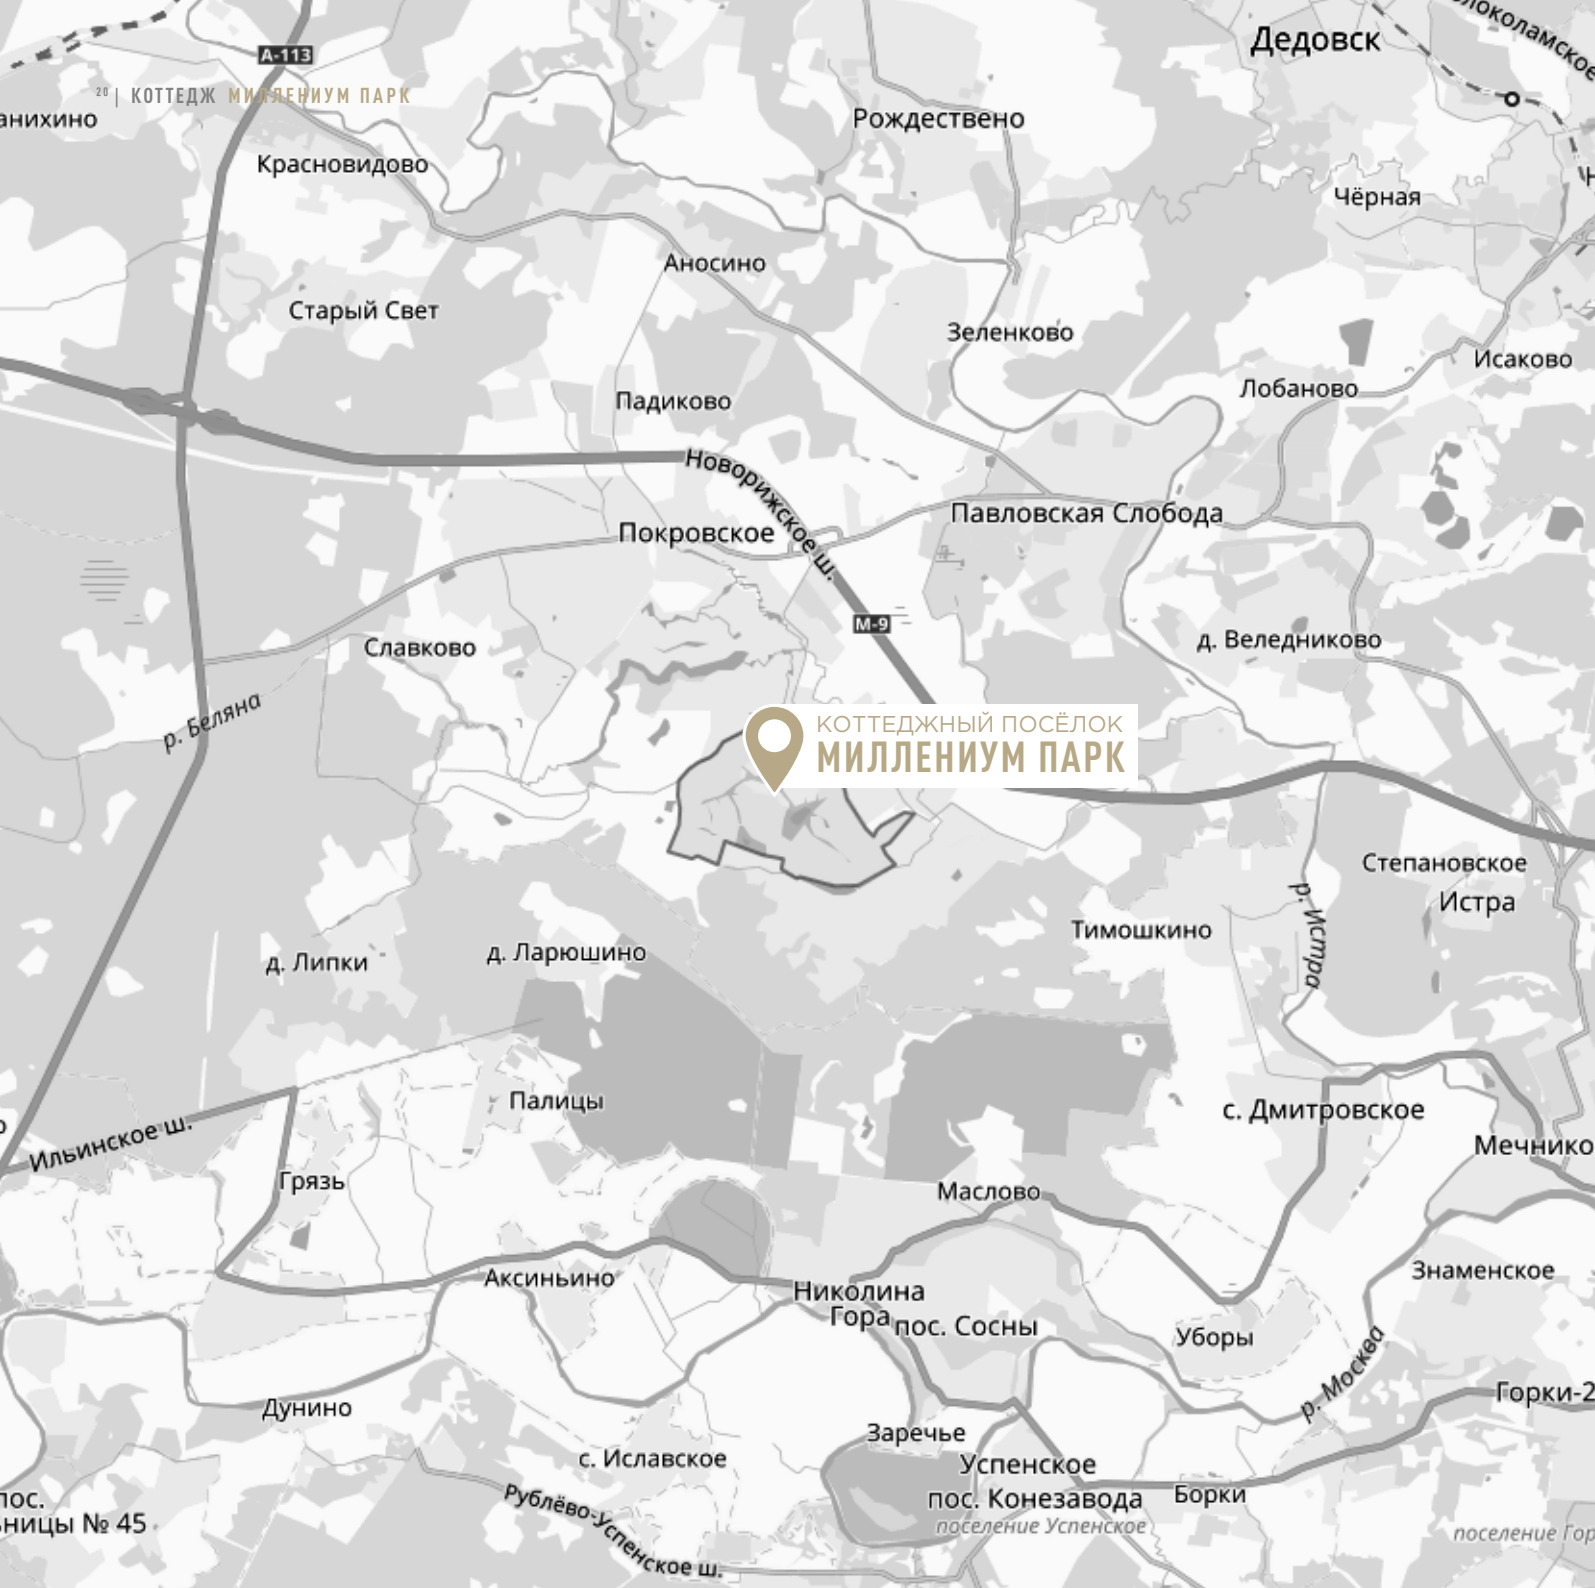 Волоколамское
Дедовск
А-113
20 | КОТТЕДЖ МИЛЛЕНИУМ ПАРК
анихино
Рождествено
Красновидово
Чёрная
Аносино
Старый Свет
Зеленково
Исаково
Лобаново
Падиково
Новорижское ш.
Павловская Слобода
Покровское
М-9
д. Веледниково
Славково
р. Беляна
КОТТЕДЖНЫЙ ПОСЁЛОК
МИЛЛЕНИУМ ПАРК
Степановское
Истра
р. Истра
Тимошкино
д. Ларюшино
д. Липки
Палицы
с. Дмитровское
Ильинское ш.
Мечнико
Грязь
Маслово
Знаменское
Аксиньино
Николина
Гора
пос. Сосны
Уборы
р. Москва
Горки-2
Дунино
Заречье
с. Иславское
Успенское
пос. Конезавода
Борки
поселение Успенское
Рублёво-Успенское ш.
пос.
ьницы № 45
поселение Гор